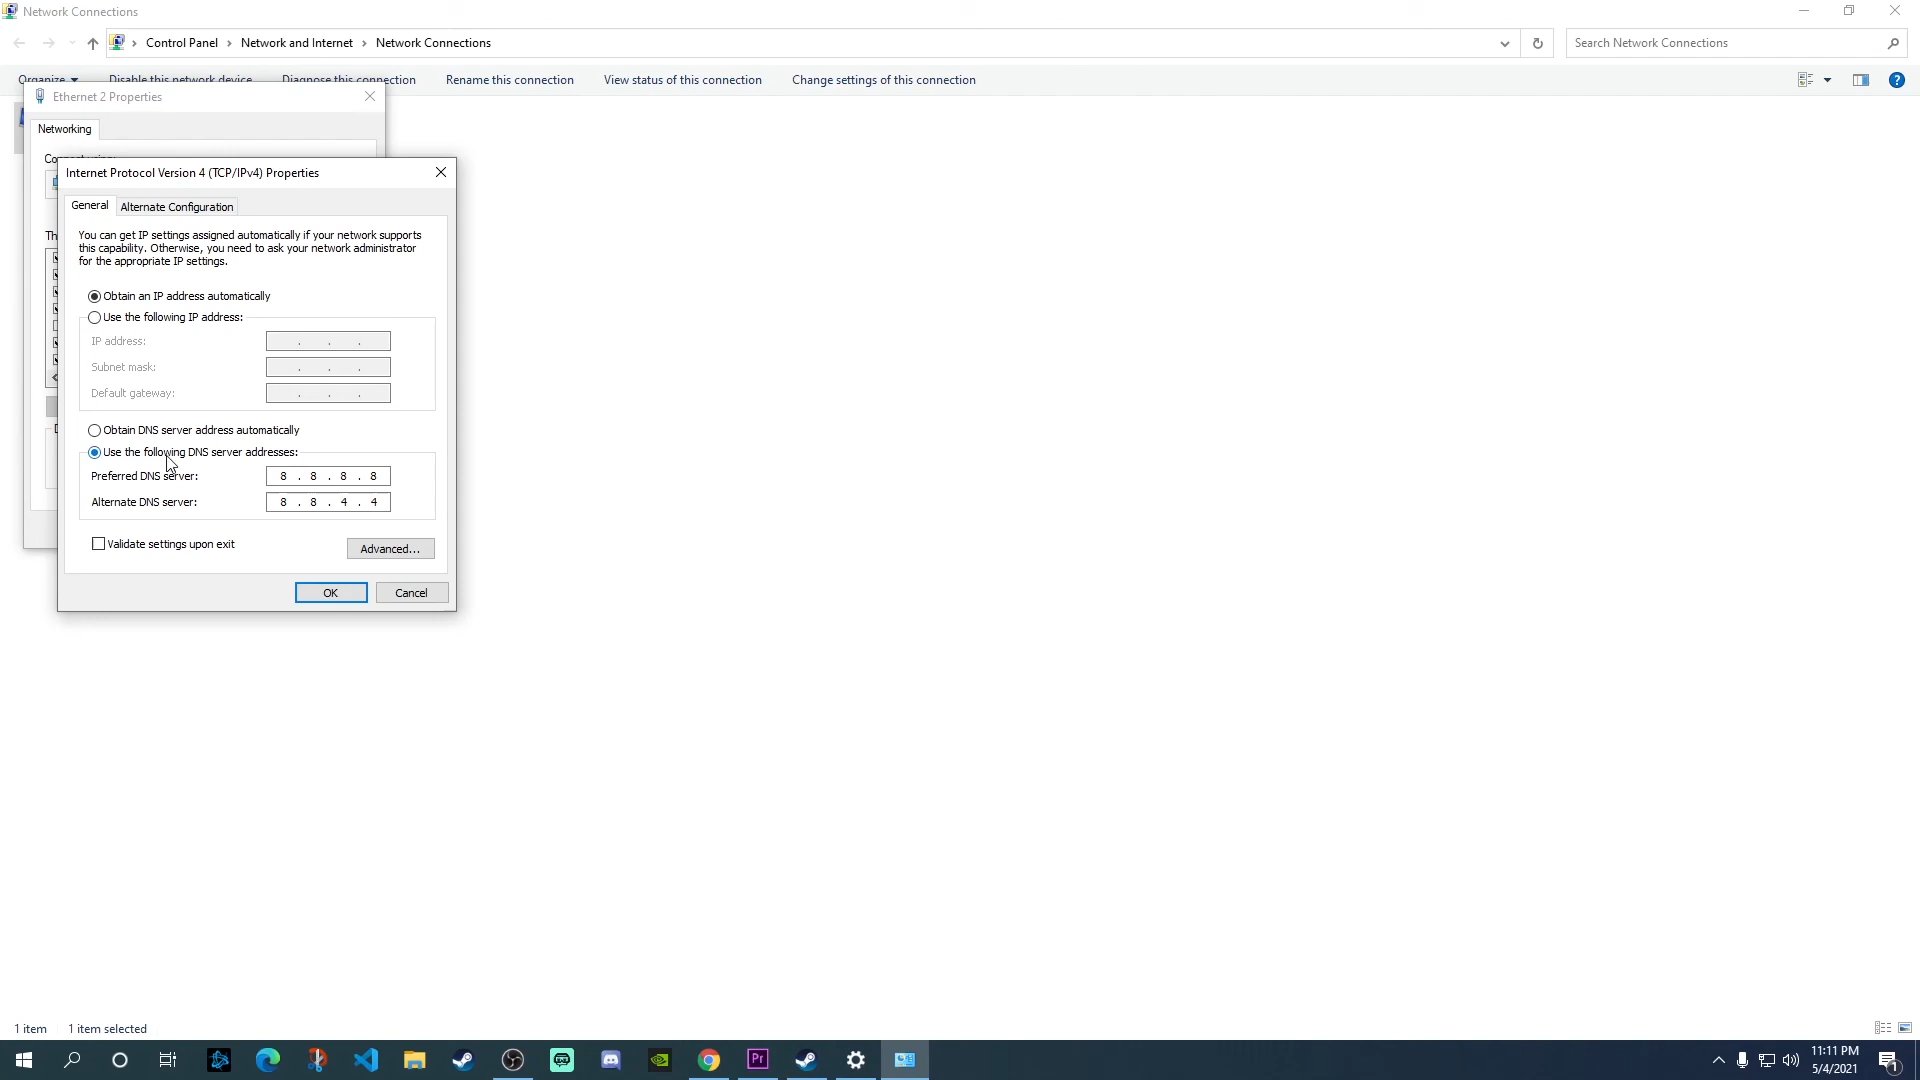 Network Connections
Control Panel > Network and Internet > Network Connections
Search Network Connections
Organize Disable this network device Diagnose this connection Rename this connection View status of this connection Change settings of this connection
Ethernet 2 Properties
Networking
Internet Protocol Version 4 (TCP/IPv4) Properties
General Alternate Configuration
You can get IP settings assigned automatically if your network supports
this capability. Otherwise, you need to ask your network administrator
for the appropriate IP settings.
Obtain an IP address automatically
Use the following IP address:
IP address: . . .
Subnet mask: . . .
Default gateway: . . .
Obtain DNS server address automatically
Use the following DNS server addresses:
Preferred DNS server: 8 . 8 . 8 . 8
Alternate DNS server: 8 . 8 . 4 . 4
Validate settings upon exit
Advanced...
OK Cancel
1 item 1 item selected
Pr
11:11 PM
5/4/2021
1